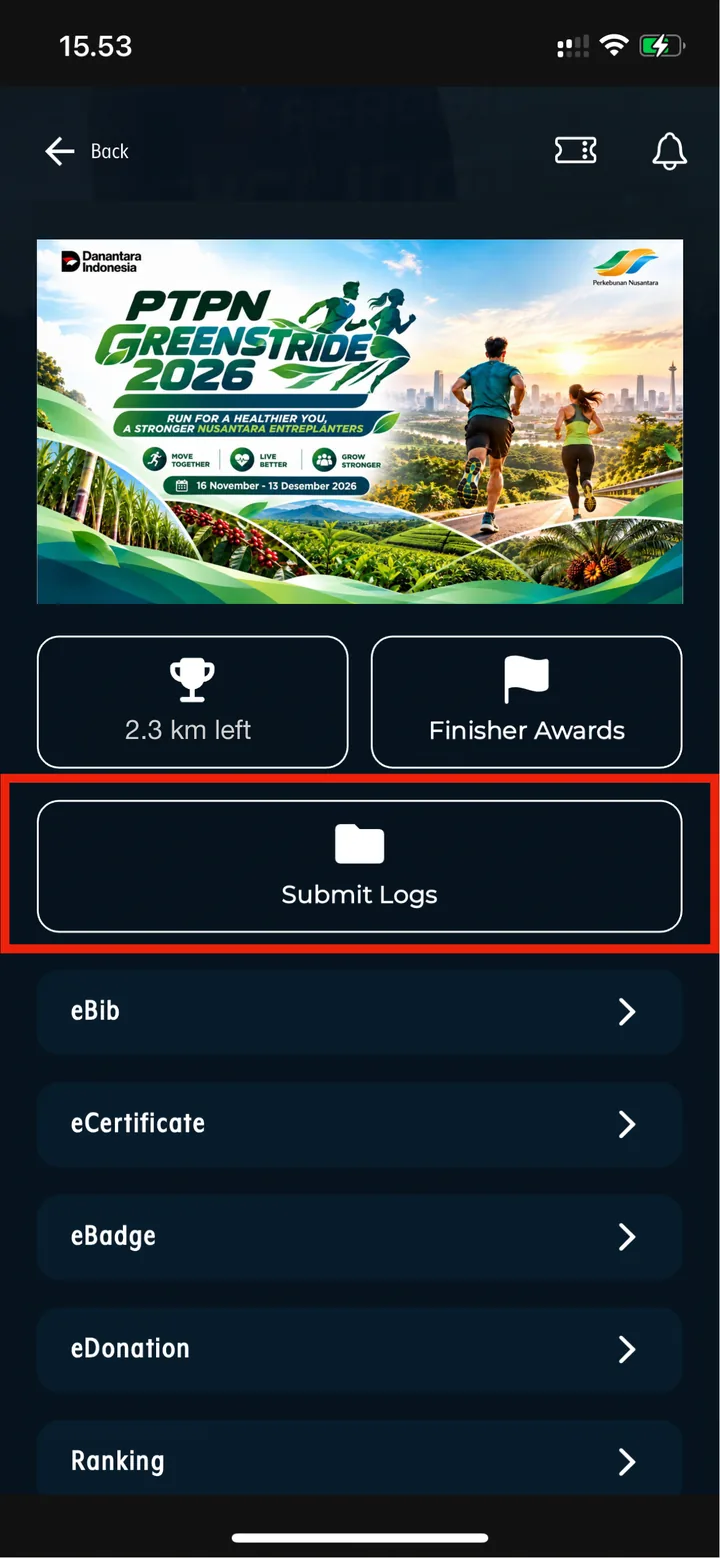 15.53
Back
Danantara
Indonesia
Perkebunan Nusantara
PTPN
GREENSTRIDE
2026
RUN FOR A HEALTHIER YOU,
A STRONGER NUSANTARA ENTREPLANTERS
MOVE
TOGETHER
LIVE
BETTER
GROW
STRONGER
16 November - 13 Desember 2026
2.3 km left
Finisher Awards
Submit Logs
eBib
eCertificate
eBadge
eDonation
Ranking